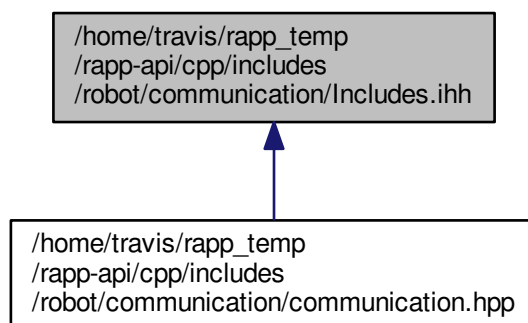 /home/travis/rapp_temp
/rapp-api/cpp/includes
/robot/communication/Includes.ihh
/home/travis/rapp_temp
/rapp-api/cpp/includes
/robot/communication/communication.hpp